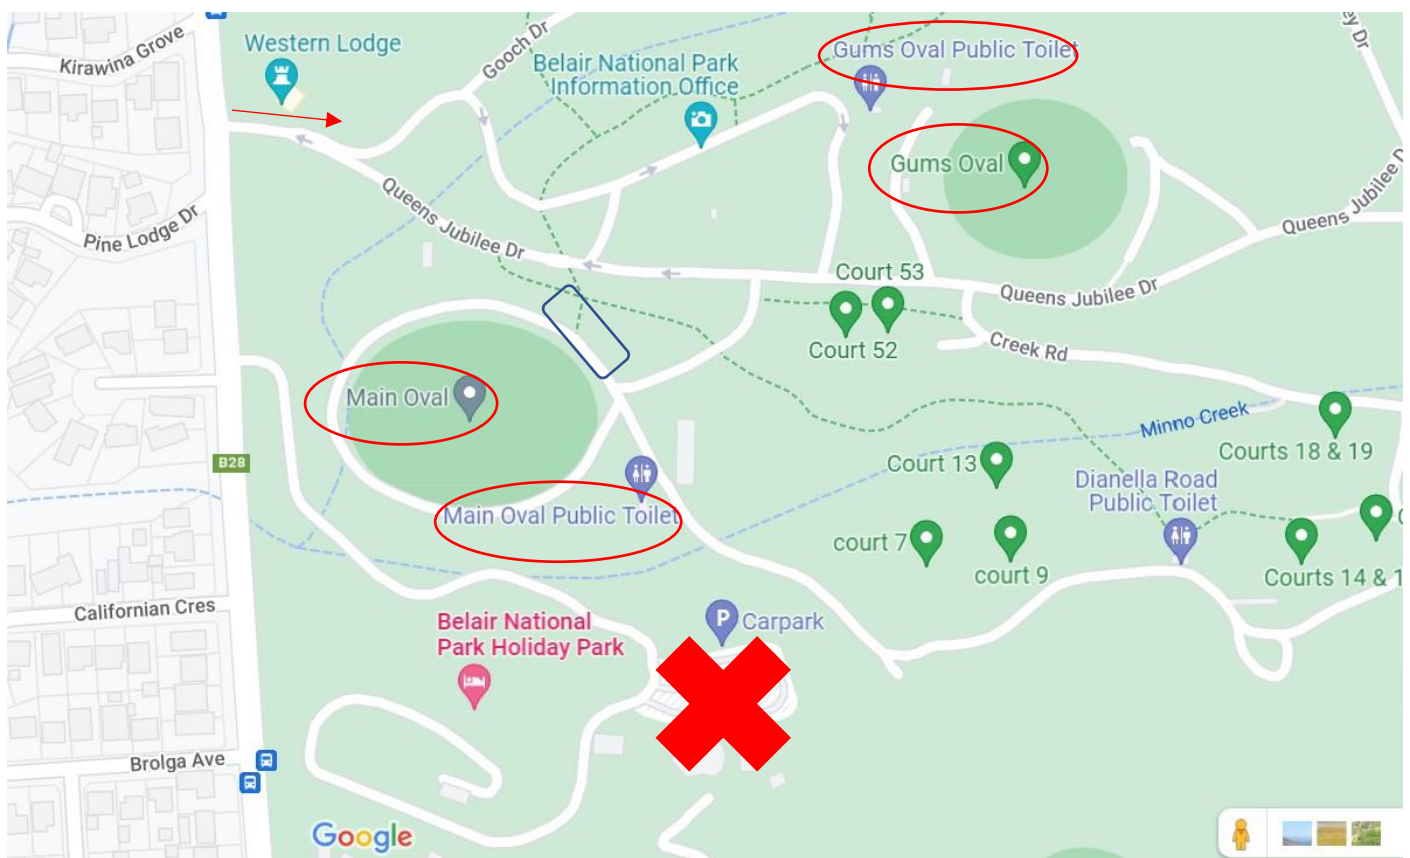 Kirawina Grove
Western Lodge
Gooch Dr
Belair National Park
Information Office
Gums Oval Public Toilet
ey Dr
Gums Oval
Queens Jubilee Dr
Queens Jubilee D
Pine Lodge Dr
Court 53
Queens Jubilee Dr
Court 52
Creek Rd
Main Oval
Minno Creek
B28
Court 13
Courts 18 & 19
Dianella Road
Public Toilet
Main Oval Public Toilet
court 7
court 9
Courts 14 & 1
C
Californian Cres
Belair National
Park Holiday Park
P
Carpark
Brolga Ave
Google